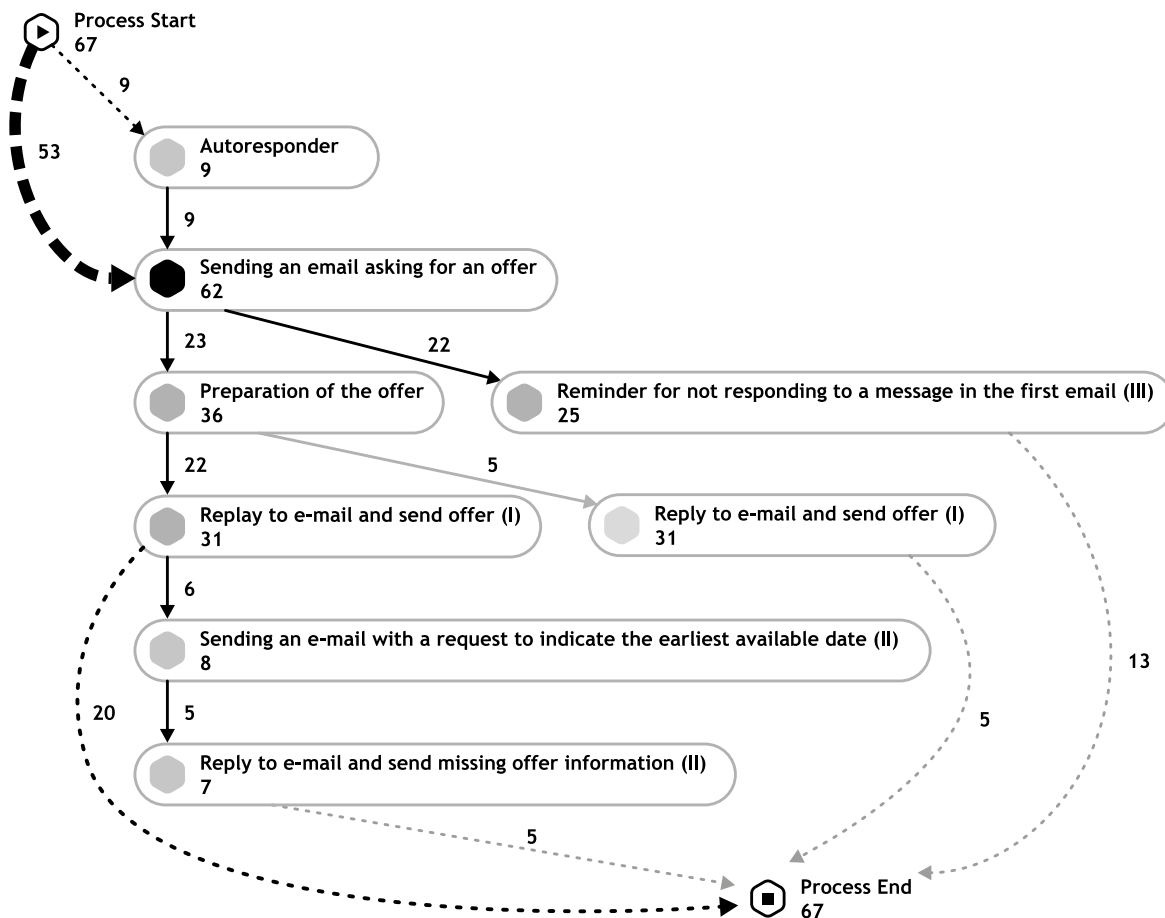 Process Start
67
9
53
Autoresponder
9
9
Sending an email asking for an offer
62
23
22
Preparation of the offer
36
Reminder for not responding to a message in the first email (III)
25
22
5
Replay to e-mail and send offer (I)
31
Reply to e-mail and send offer (I)
31
6
Sending an e-mail with a request to indicate the earliest available date (II)
8
13
20
5
5
Reply to e-mail and send missing offer information (II)
7
5
Process End
67